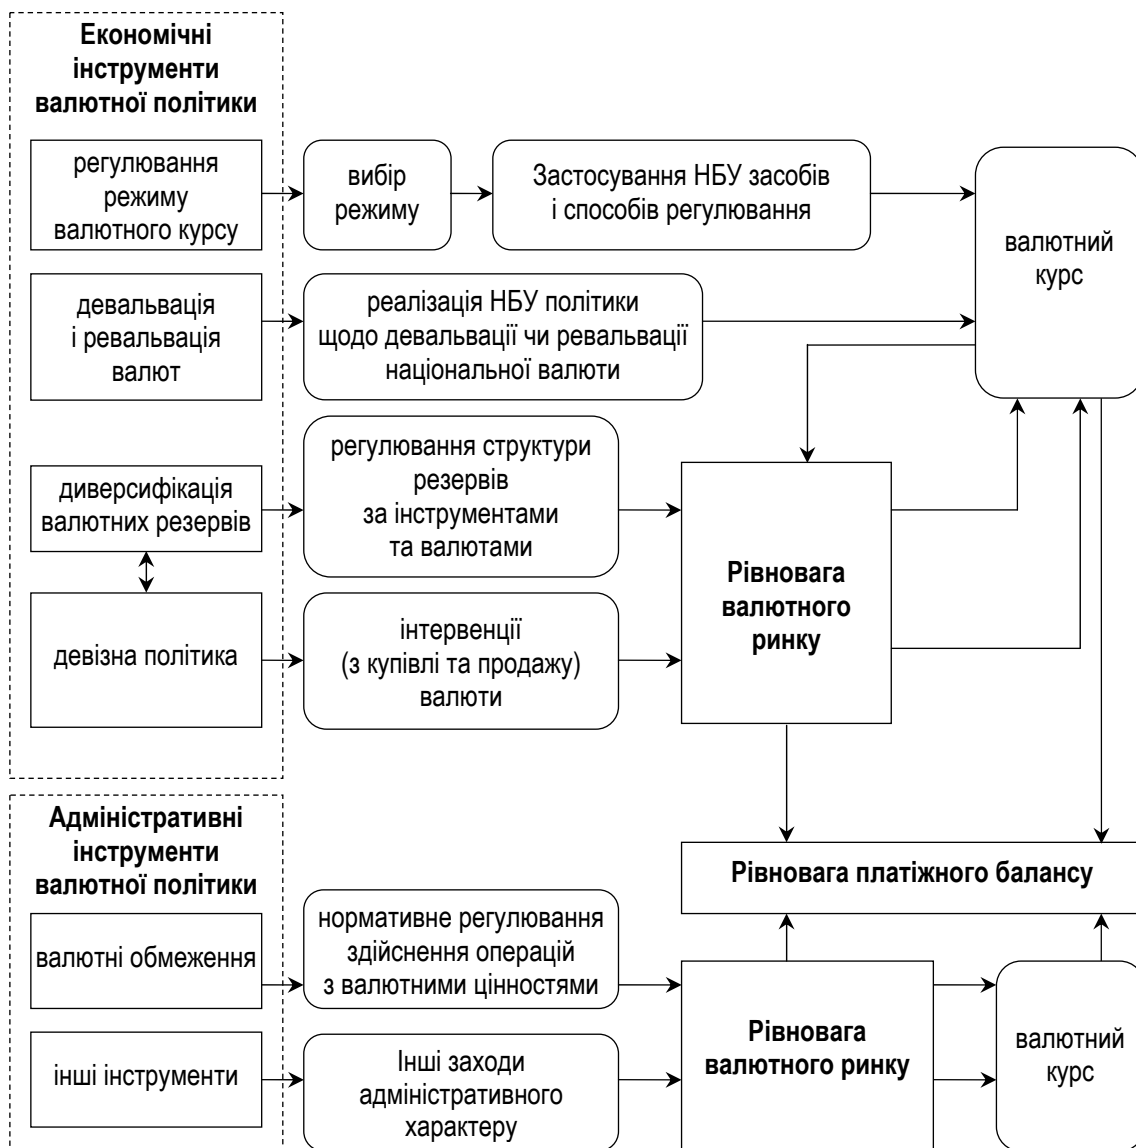 Економічні
інструменти
валютної політики
регулювання
режиму
валютного курсу
вибір
режиму
Застосування НБУ засобів
і способів регулювання
валютний
курс
девальвація
і ревальвація
валют
реалізація НБУ політики
щодо девальвації чи ревальвації
національної валюти
диверсифікація
валютних резервів
регулювання структури
резервів
за інструментами
та валютами
Рівновага
валютного
ринку
девізна політика
інтервенції
(з купівлі та продажу)
валюти
Адміністративні
інструменти
валютної політики
Рівновага платіжного балансу
валютні обмеження
нормативне регулювання
здійснення операцій
з валютними цінностями
Рівновага
валютного ринку
валютний
курс
інші інструменти
Інші заходи
адміністративного
характеру